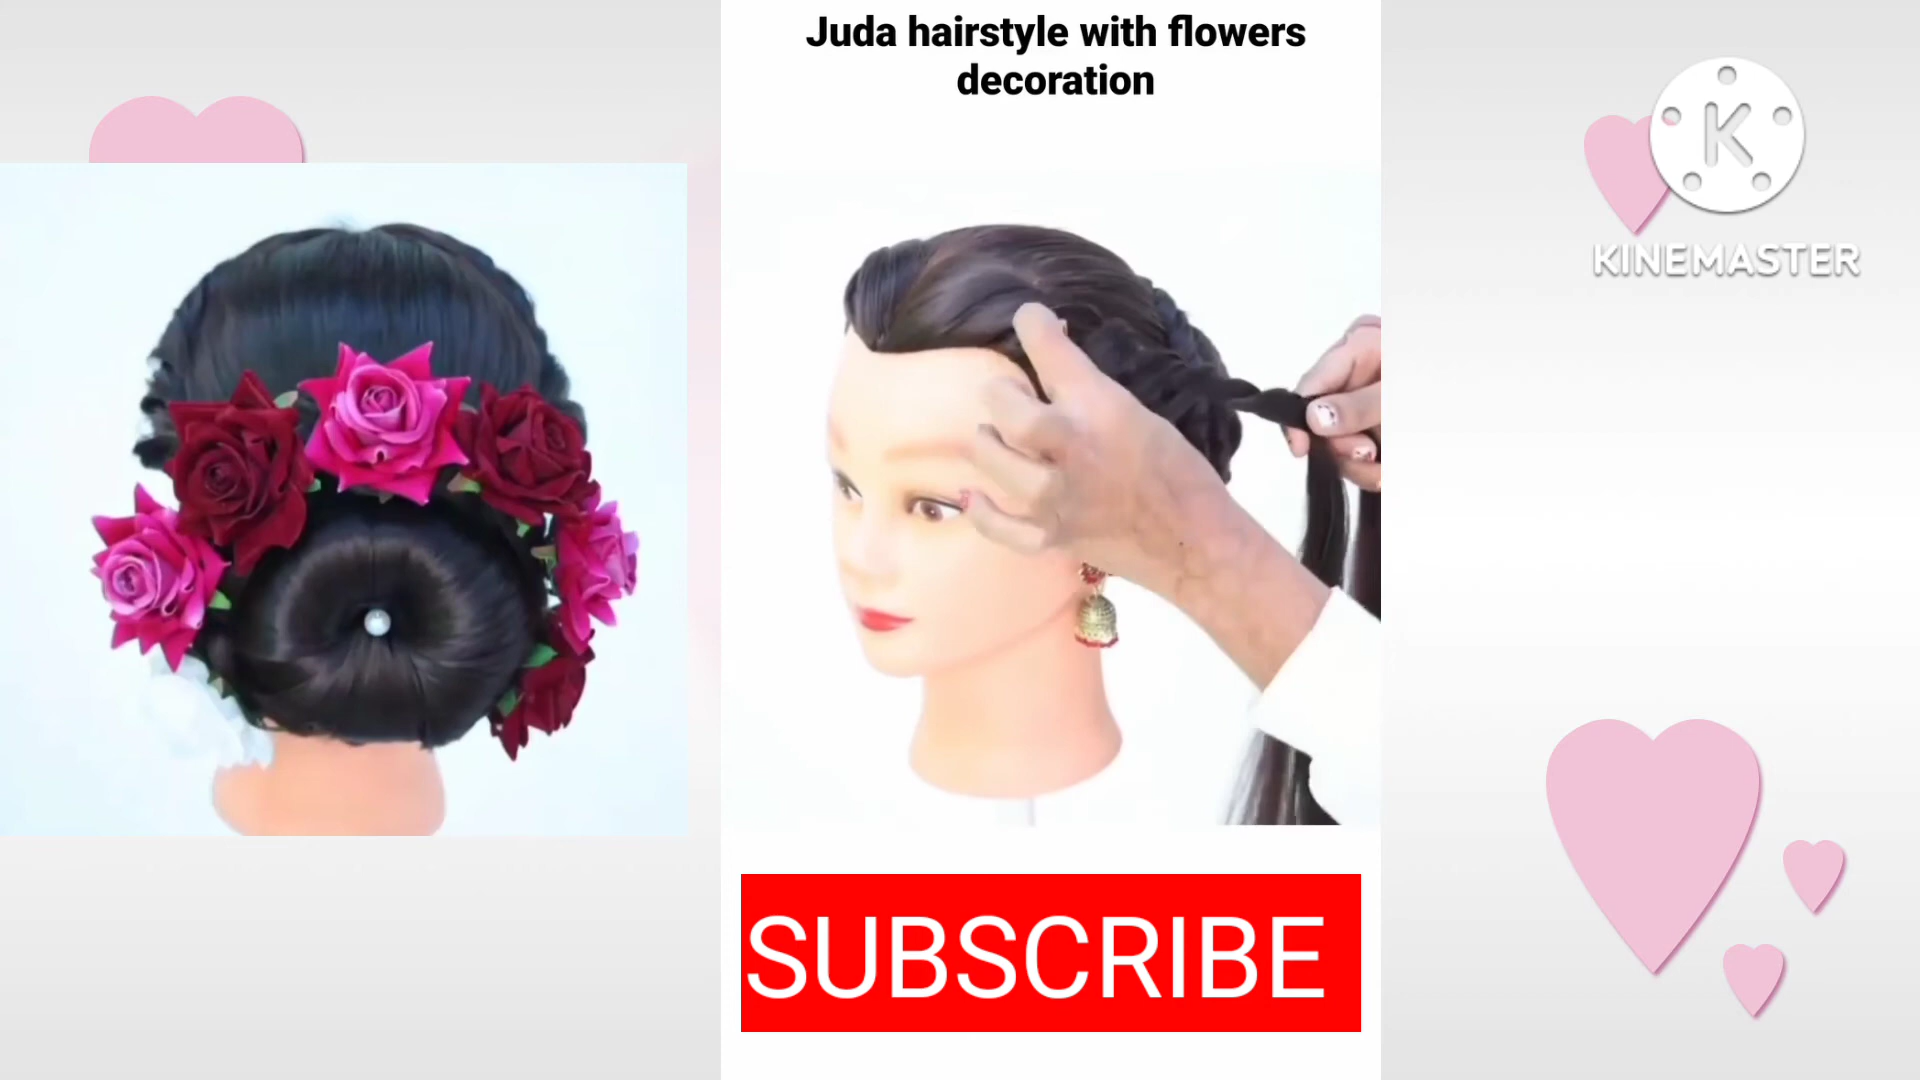 Juda hairstyle with flowers
decoration
K
KINEMASTER
SUBSCRIBE